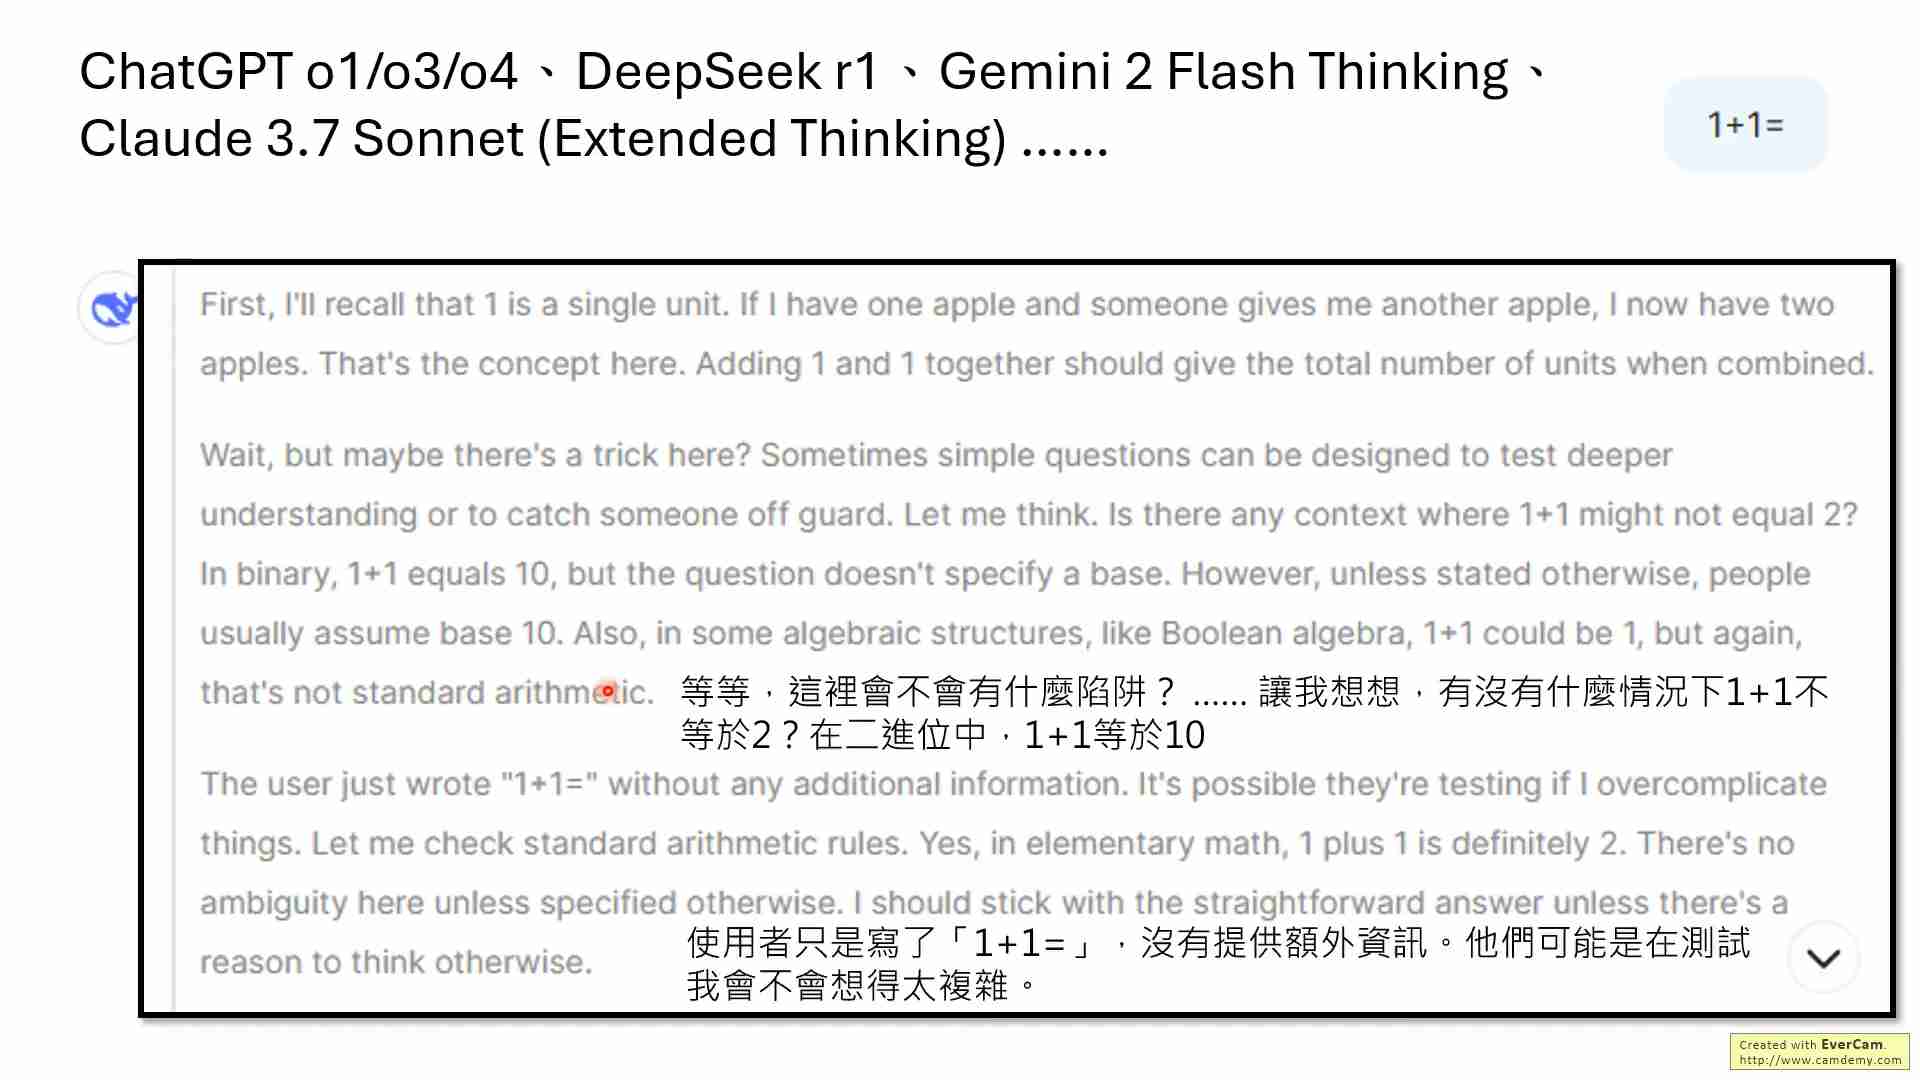 ChatGPT o1/o3/o4、DeepSeek r1、Gemini 2 Flash Thinking、
Claude 3.7 Sonnet (Extended Thinking) ……
1+1=
First, I'll recall that 1 is a single unit. If I have one apple and someone gives me another apple, I now have two
apples. That's the concept here. Adding 1 and 1 together should give the total number of units when combined.
Wait, but maybe there's a trick here? Sometimes simple questions can be designed to test deeper
understanding or to catch someone off guard. Let me think. Is there any context where 1+1 might not equal 2?
In binary, 1+1 equals 10, but the question doesn't specify a base. However, unless stated otherwise, people
usually assume base 10. Also, in some algebraic structures, like Boolean algebra, 1+1 could be 1, but again,
that's not standard arithmetic.
等等，這裡會不會有什麼陷阱？ …… 讓我想想，有沒有什麼情況下1+1不
等於2？在二進位中，1+1等於10
The user just wrote "1+1=" without any additional information. It's possible they're testing if I overcomplicate
things. Let me check standard arithmetic rules. Yes, in elementary math, 1 plus 1 is definitely 2. There's no
ambiguity here unless specified otherwise. I should stick with the straightforward answer unless there's a
reason to think otherwise.
使用者只是寫了「1+1=」，沒有提供額外資訊。他們可能是在測試
我會不會想得太複雜。
Created with EverCam.
http://www.camdemy.com